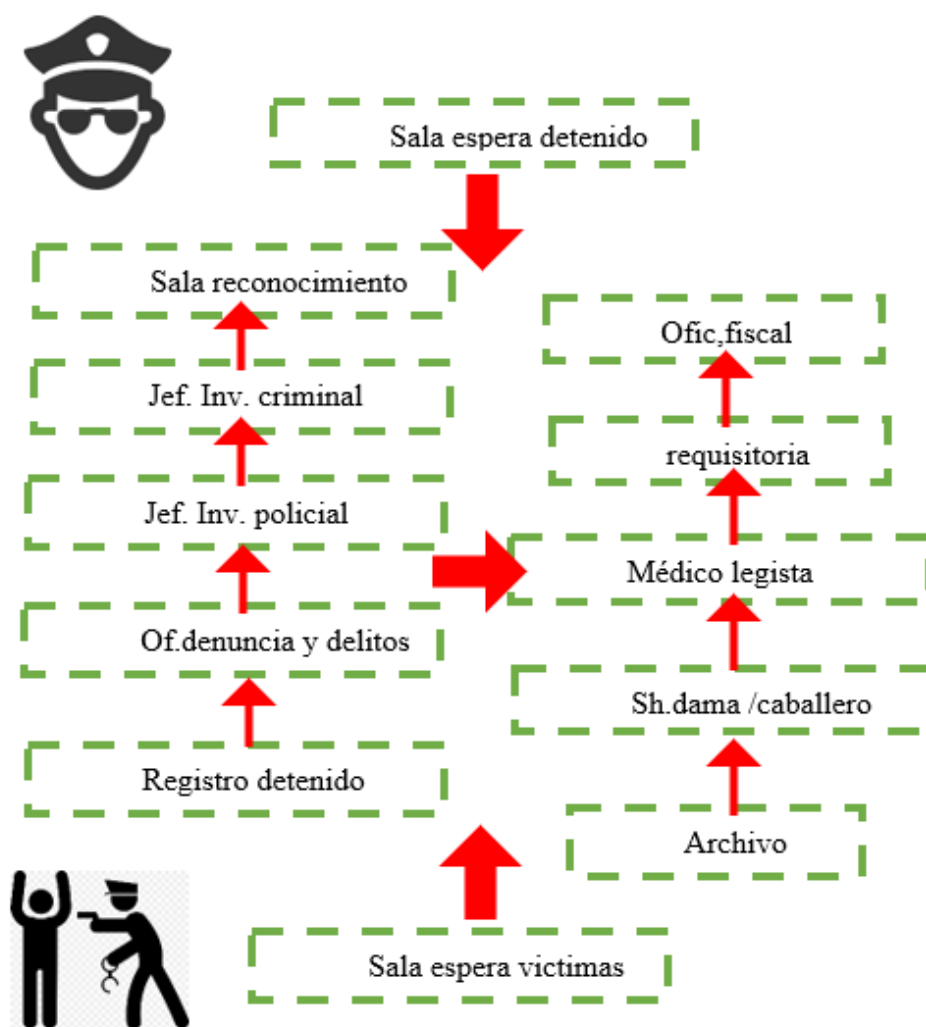 Sala espera detenido
Sala reconocimiento
Jef. Inv. criminal
Jef. Inv. policial
Of.denuncia y delitos
Registro detenido
Ofic,fiscal
requisitoria
Médico legista
Sh.dama /caballero
Archivo
Sala espera victimas